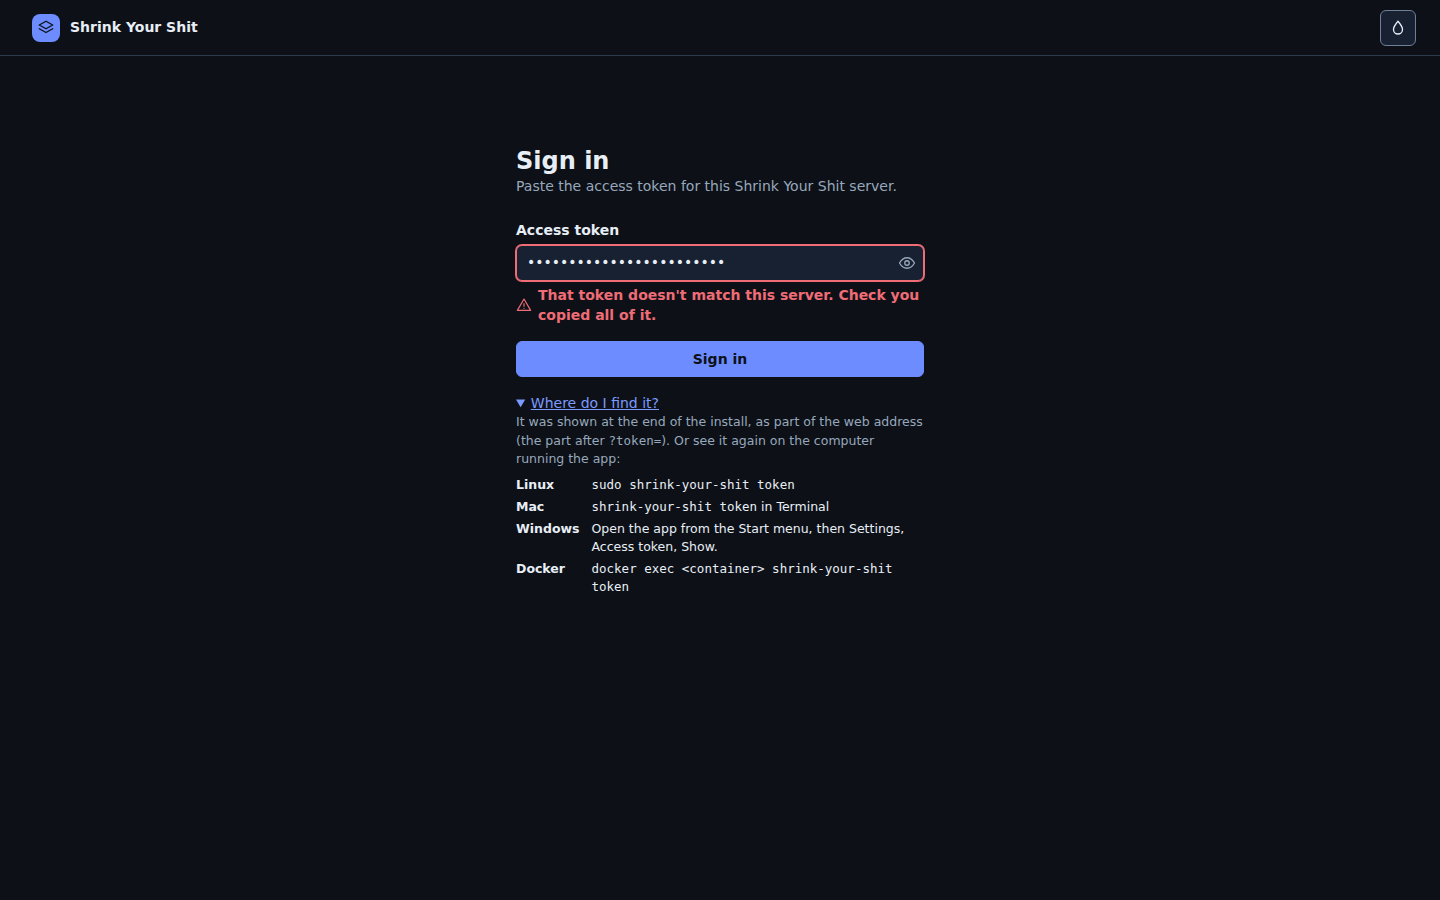 Shrink Your Shit
Sign in
Paste the access token for this Shrink Your Shit server.
Access token
••••••••••••••••••••••••
That token doesn't match this server. Check you
copied all of it.
Sign in
Where do I find it?
It was shown at the end of the install, as part of the web address
(the part after ?token=). Or see it again on the computer
running the app:
Linux sudo shrink-your-shit token
Mac shrink-your-shit token in Terminal
Windows Open the app from the Start menu, then Settings,
Access token, Show.
Docker docker exec <container> shrink-your-shit
token